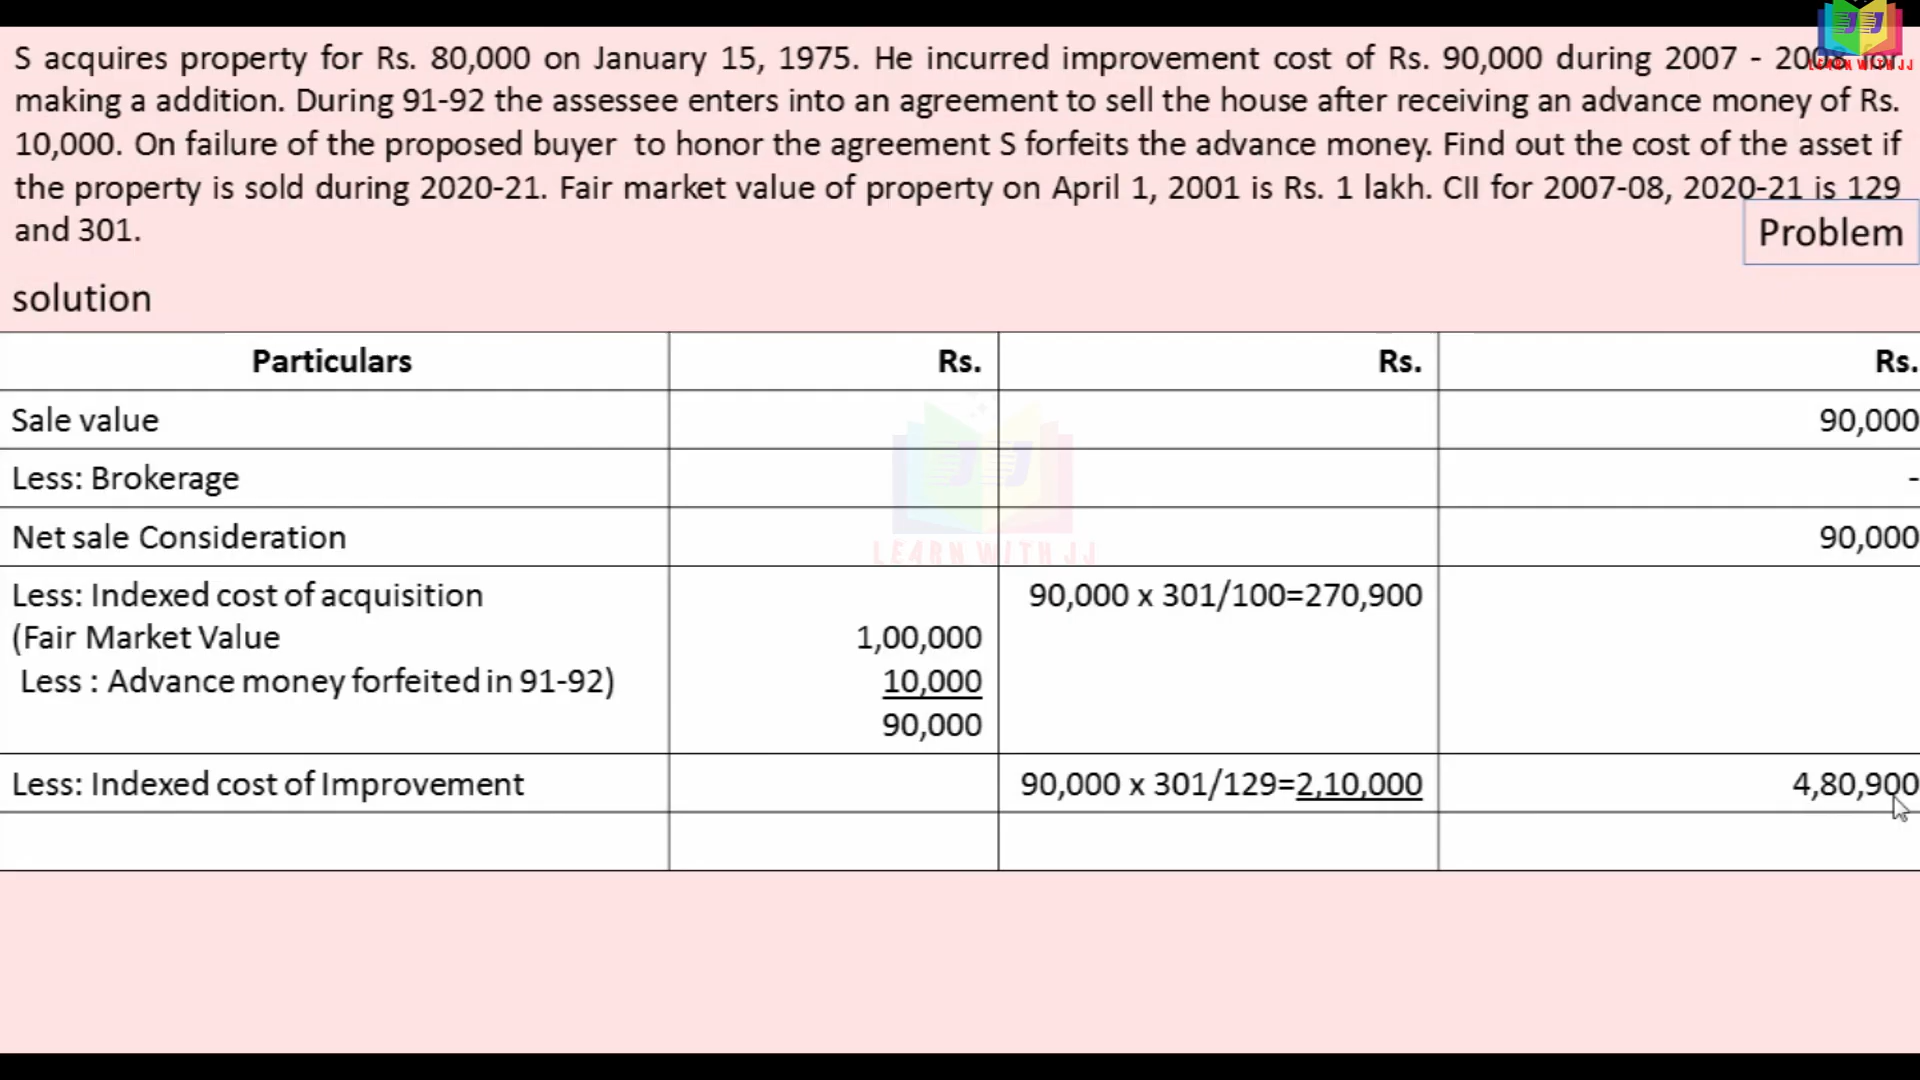 S acquires property for Rs. 80,000 on January 15, 1975. He incurred improvement cost of Rs. 90,000 during 2007 - 2008 for
making a addition. During 91-92 the assessee enters into an agreement to sell the house after receiving an advance money of Rs.
10,000. On failure of the proposed buyer to honor the agreement S forfeits the advance money. Find out the cost of the asset if
the property is sold during 2020-21. Fair market value of property on April 1, 2001 is Rs. 1 lakh. CII for 2007-08, 2020-21 is 129
and 301.
Problem
solution
Particulars Rs. Rs. Rs.
Sale value 90,000
Less: Brokerage -
Net sale Consideration 90,000
Less: Indexed cost of acquisition 90,000 x 301/100=270,900
(Fair Market Value 1,00,000
Less : Advance money forfeited in 91-92) 10,000
90,000
Less: Indexed cost of Improvement 90,000 x 301/129=2,10,000 4,80,900
LEARN WITH JJ
LEARN WITH JJ